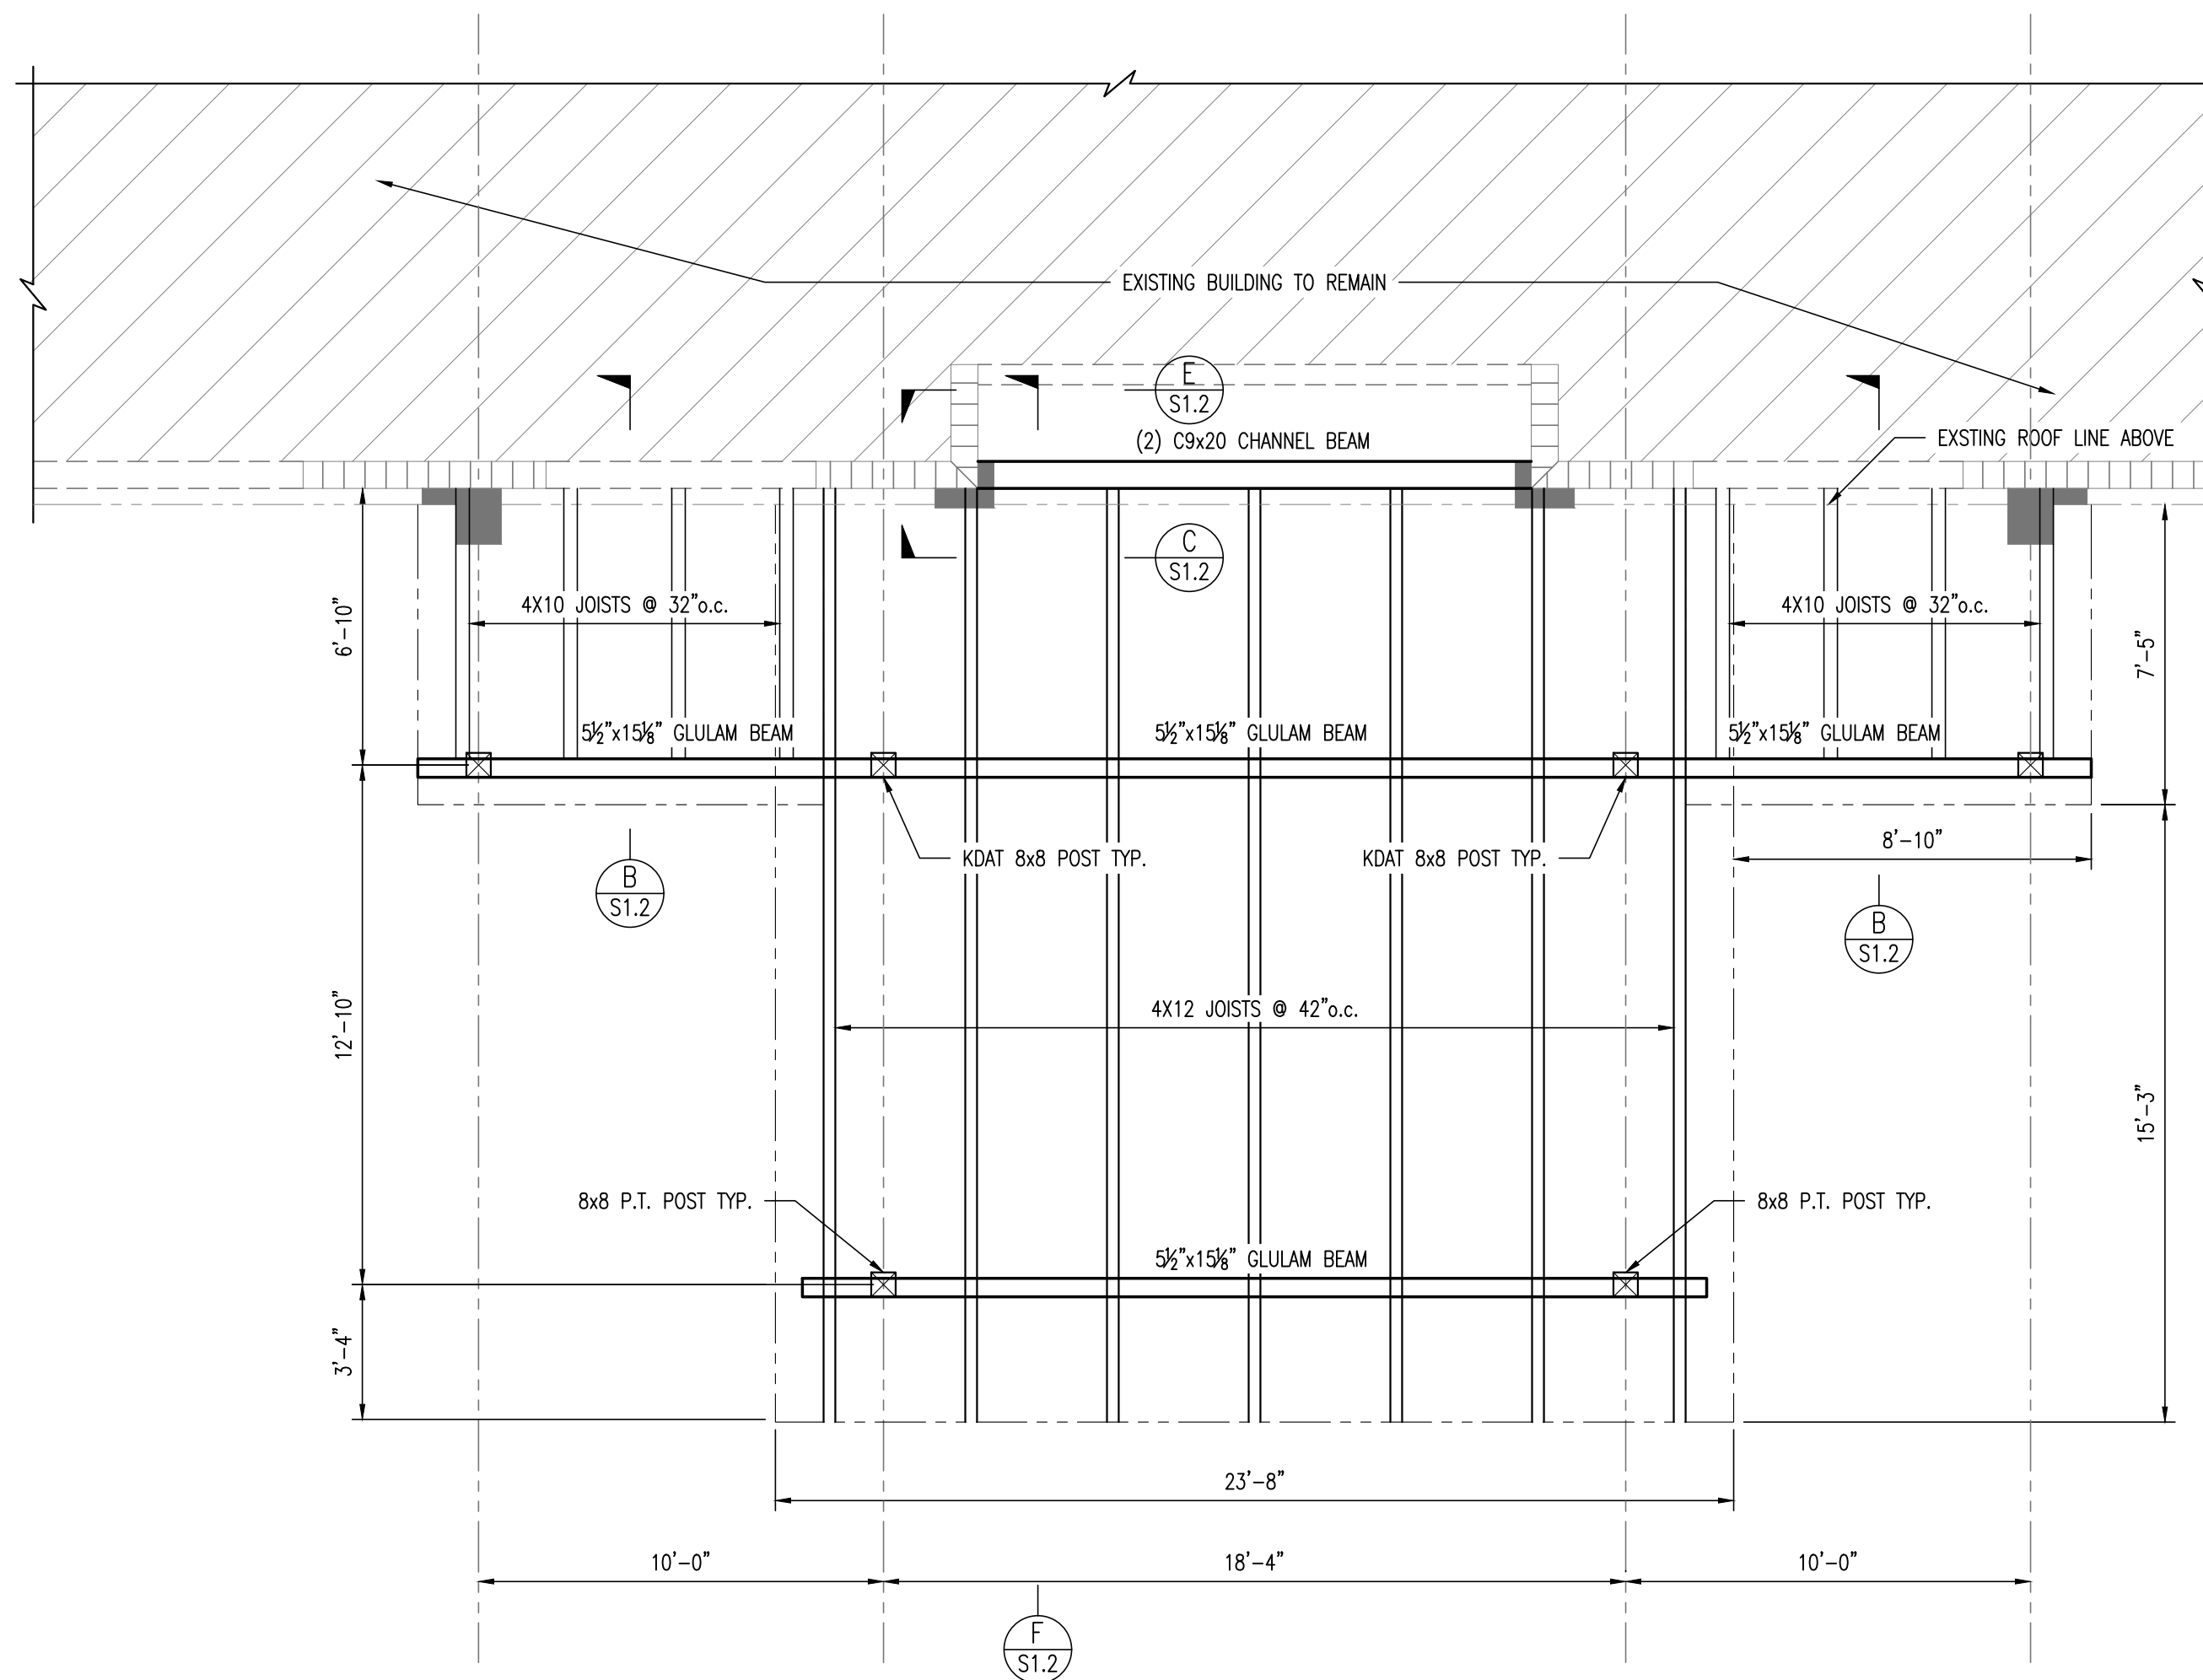 EXISTING BUILDING TO REMAIN
E
S1.2
(2) C9x20 CHANNEL BEAM
EXSTING ROOF LINE ABOVE
C
S1.2
4X10 JOISTS @ 32"o.c.
4X10 JOISTS @ 32"o.c.
6'-10"
7'-5"
5½"x15⅛" GLULAM BEAM
5½"x15⅛" GLULAM BEAM
5½"x15⅛" GLULAM BEAM
KDAT 8x8 POST TYP.
KDAT 8x8 POST TYP.
8'-10"
B
S1.2
B
S1.2
12'-10"
4X12 JOISTS @ 42"o.c.
15'-3"
8x8 P.T. POST TYP.
8x8 P.T. POST TYP.
5½"x15⅛" GLULAM BEAM
3'-4"
23'-8"
10'-0"
18'-4"
10'-0"
F
S1.2